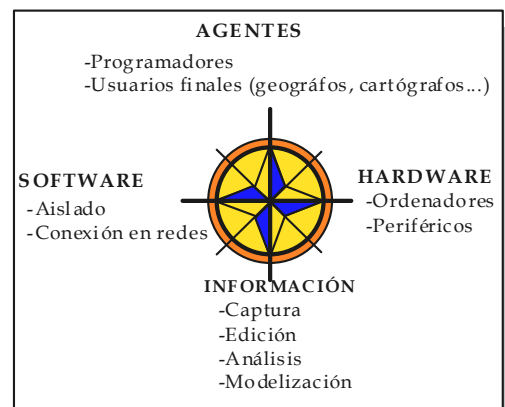 AGENTES
-Programadores
-Usuarios finales (geográfos, cartógrafos...)
SOFTWARE
-Aislado
-Conexión en redes
HARDWARE
-Ordenadores
-Periféricos
INFORMACIÓN
-Captura
-Edición
-Análisis
-Modelización